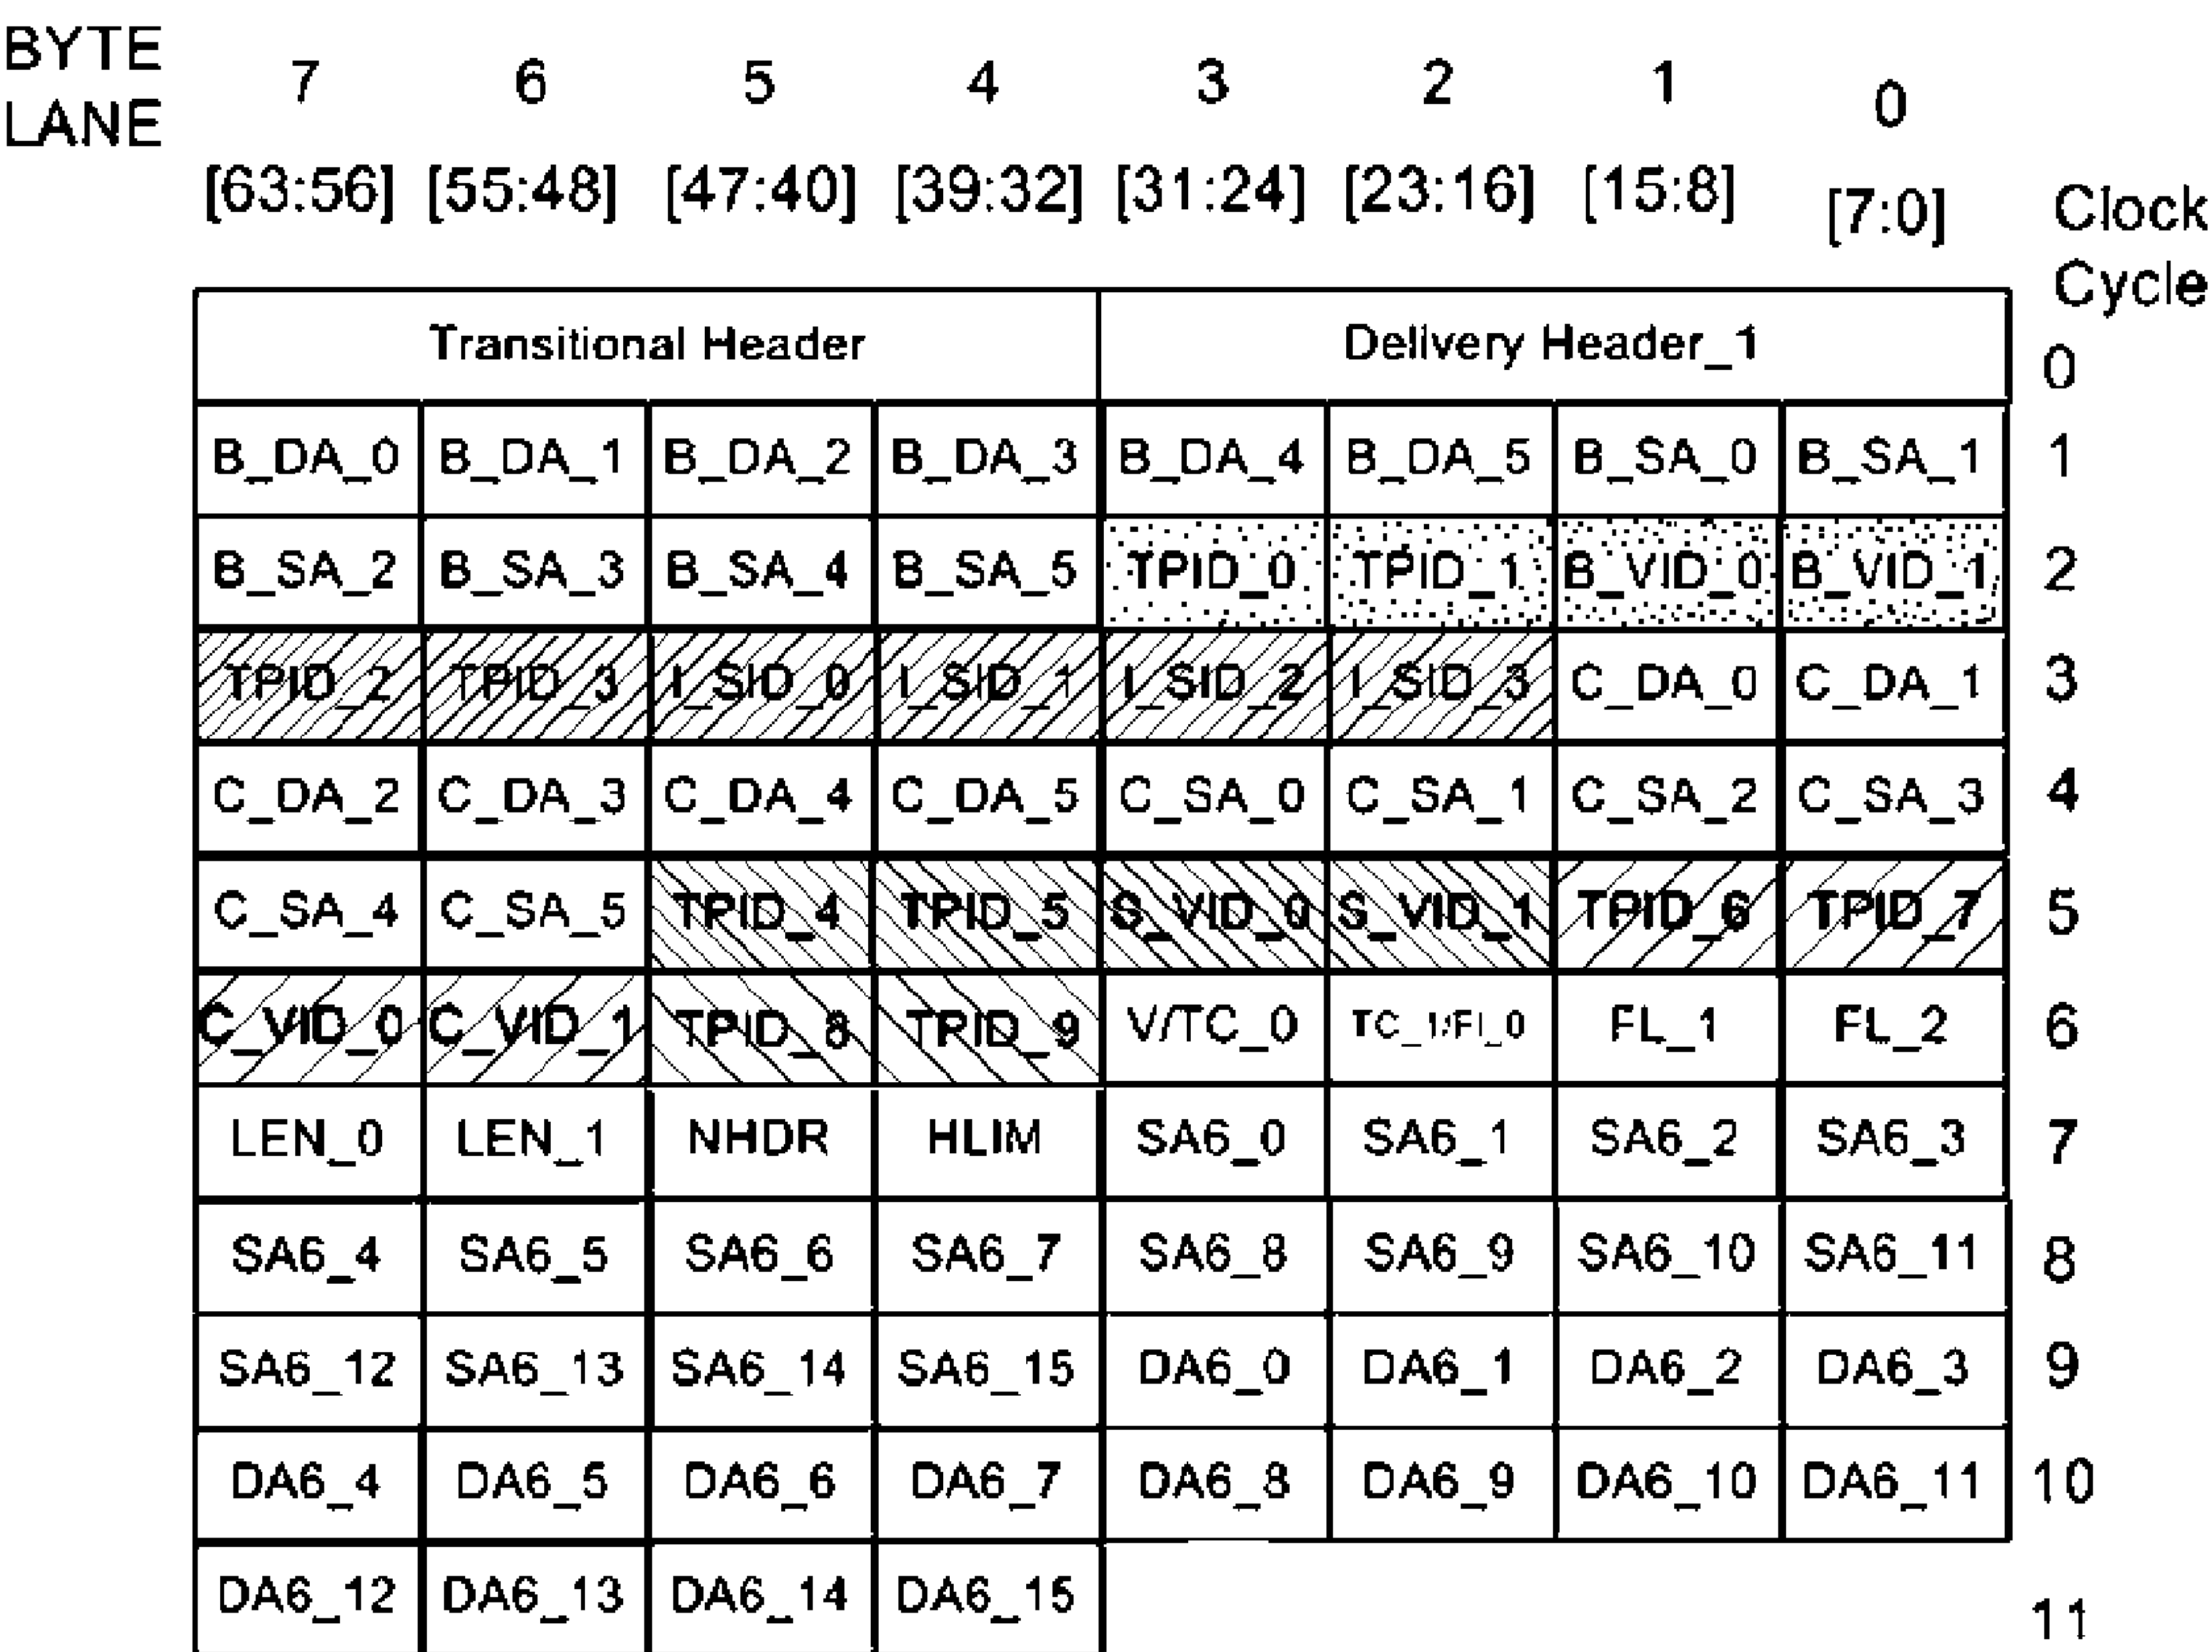 BYTE LANE 7 6 5 4 3 2 1 0
[63:56] [55:48] [47:40] [39:32] [31:24] [23:16] [15:8] [7:0] Clock Cycle
Transitional Header Delivery Header_1 0
B_DA_0 B_DA_1 B_DA_2 B_DA_3 B_DA_4 B_DA_5 B_SA_0 B_SA_1 1
B_SA_2 B_SA_3 B_SA_4 B_SA_5 TPID_0 TPID_1 B_VID_0 B_VID_1 2
TPID_2 TPID_3 I_SID_0 I_SID_1 I_SID_2 I_SID_3 C_DA_0 C_DA_1 3
C_DA_2 C_DA_3 C_DA_4 C_DA_5 C_SA_0 C_SA_1 C_SA_2 C_SA_3 4
C_SA_4 C_SA_5 TPID_4 TPID_5 S_VID_0 S_VID_1 TPID_6 TPID_7 5
C_VID_0 C_VID_1 TPID_8 TPID_9 V/TC_0 TC_1/FL_0 FL_1 FL_2 6
LEN_0 LEN_1 NHDR HLIM SA6_0 SA6_1 SA6_2 SA6_3 7
SA6_4 SA6_5 SA6_6 SA6_7 SA6_8 SA6_9 SA6_10 SA6_11 8
SA6_12 SA6_13 SA6_14 SA6_15 DA6_0 DA6_1 DA6_2 DA6_3 9
DA6_4 DA6_5 DA6_6 DA6_7 DA6_8 DA6_9 DA6_10 DA6_11 10
DA6_12 DA6_13 DA6_14 DA6_15 11